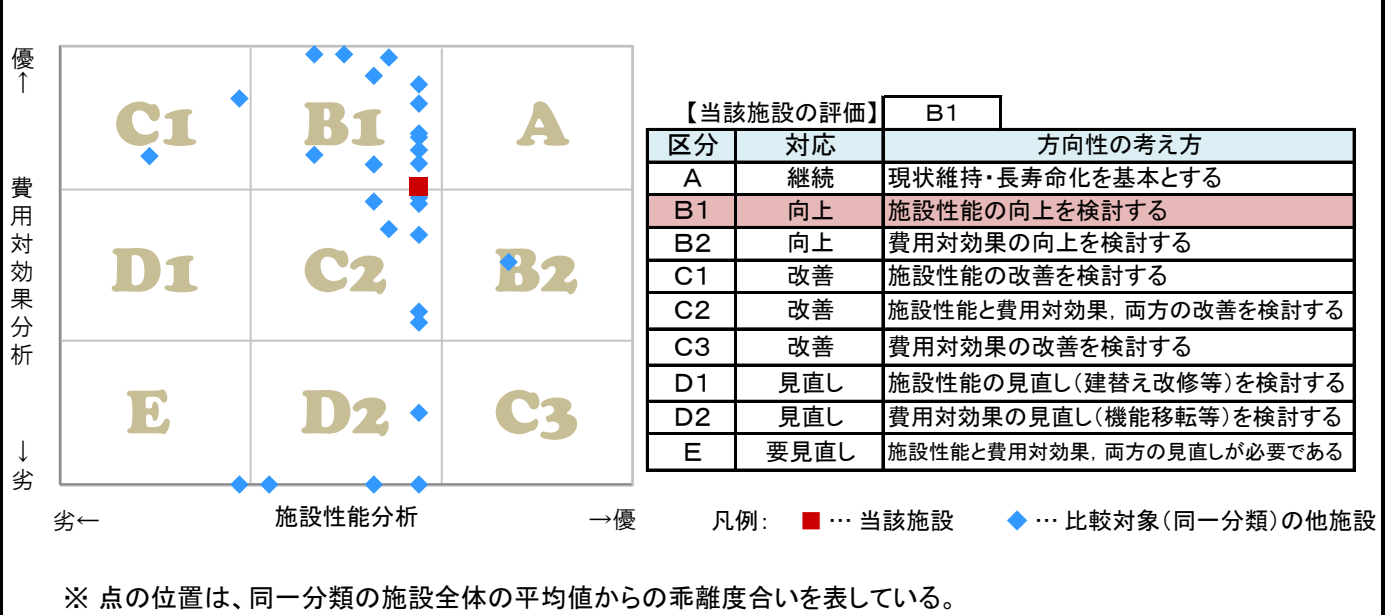 優
↑
費用対効果分析
↓
劣
C1 B1 A
D1 C2 B2
E D2 C3
劣← 施設性能分析 →優
【当該施設の評価】 B1
区分 対応 方向性の考え方
A 継続 現状維持・長寿命化を基本とする
B1 向上 施設性能の向上を検討する
B2 向上 費用対効果の向上を検討する
C1 改善 施設性能の改善を検討する
C2 改善 施設性能と費用対効果，両方の改善を検討する
C3 改善 費用対効果の改善を検討する
D1 見直し 施設性能の見直し（建替え改修等）を検討する
D2 見直し 費用対効果の見直し（機能移転等）を検討する
E 要見直し 施設性能と費用対効果，両方の見直しが必要である
凡例： ■ … 当該施設 ◆ … 比較対象（同一分類）の他施設
※ 点の位置は、同一分類の施設全体の平均値からの乖離度合いを表している。